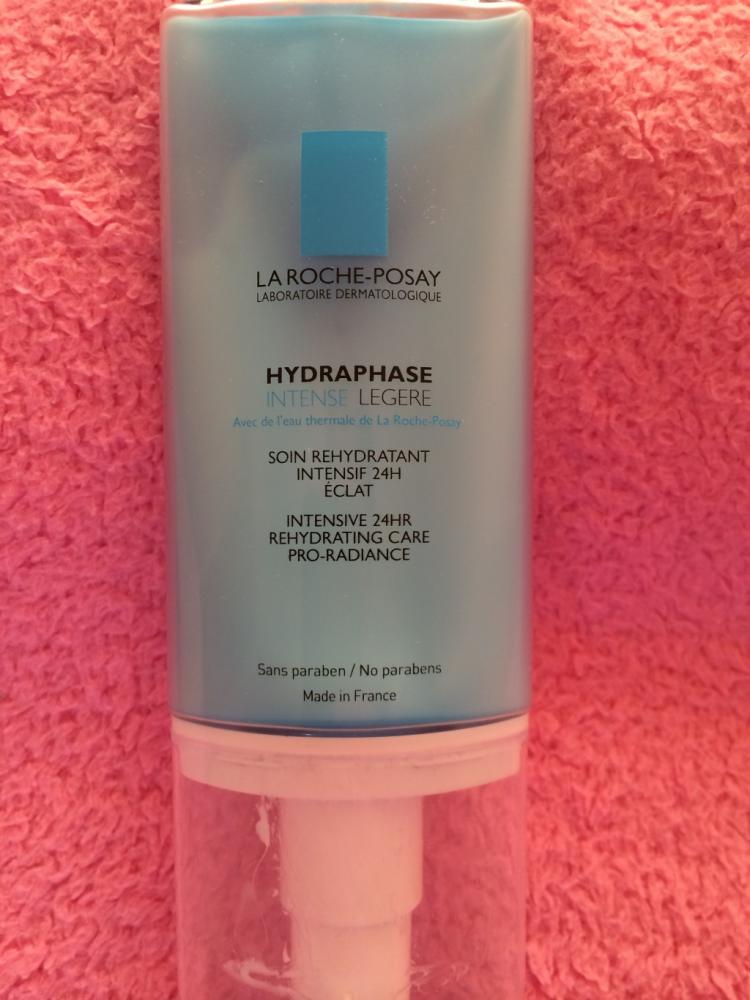 LA ROCHE-POSAY
LABORATOIRE DERMATOLOGIQUE
HYDRAPHASE
INTENSE LEGERE
Avec de l'eau thermale de La Roche-Posay
SOIN REHYDRATANT
INTENSIF 24H
ÉCLAT
INTENSIVE 24HR
REHYDRATING CARE
PRO-RADIANCE
Sans paraben / No parabens
Made in France